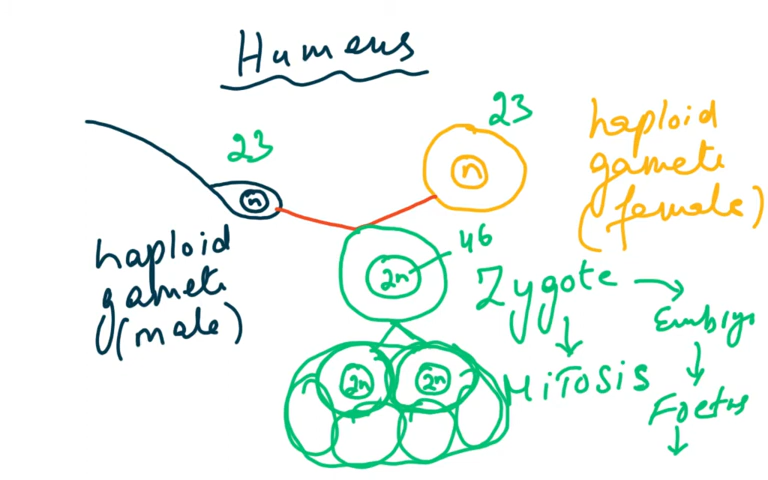 Humans
23
23
haploid
gamete
(female)
n
n
haploid
gamete
(male)
46
2n
Zygote →
Embryo
↓
↓
2n
2n
MiTOSiS
Foetus
↓